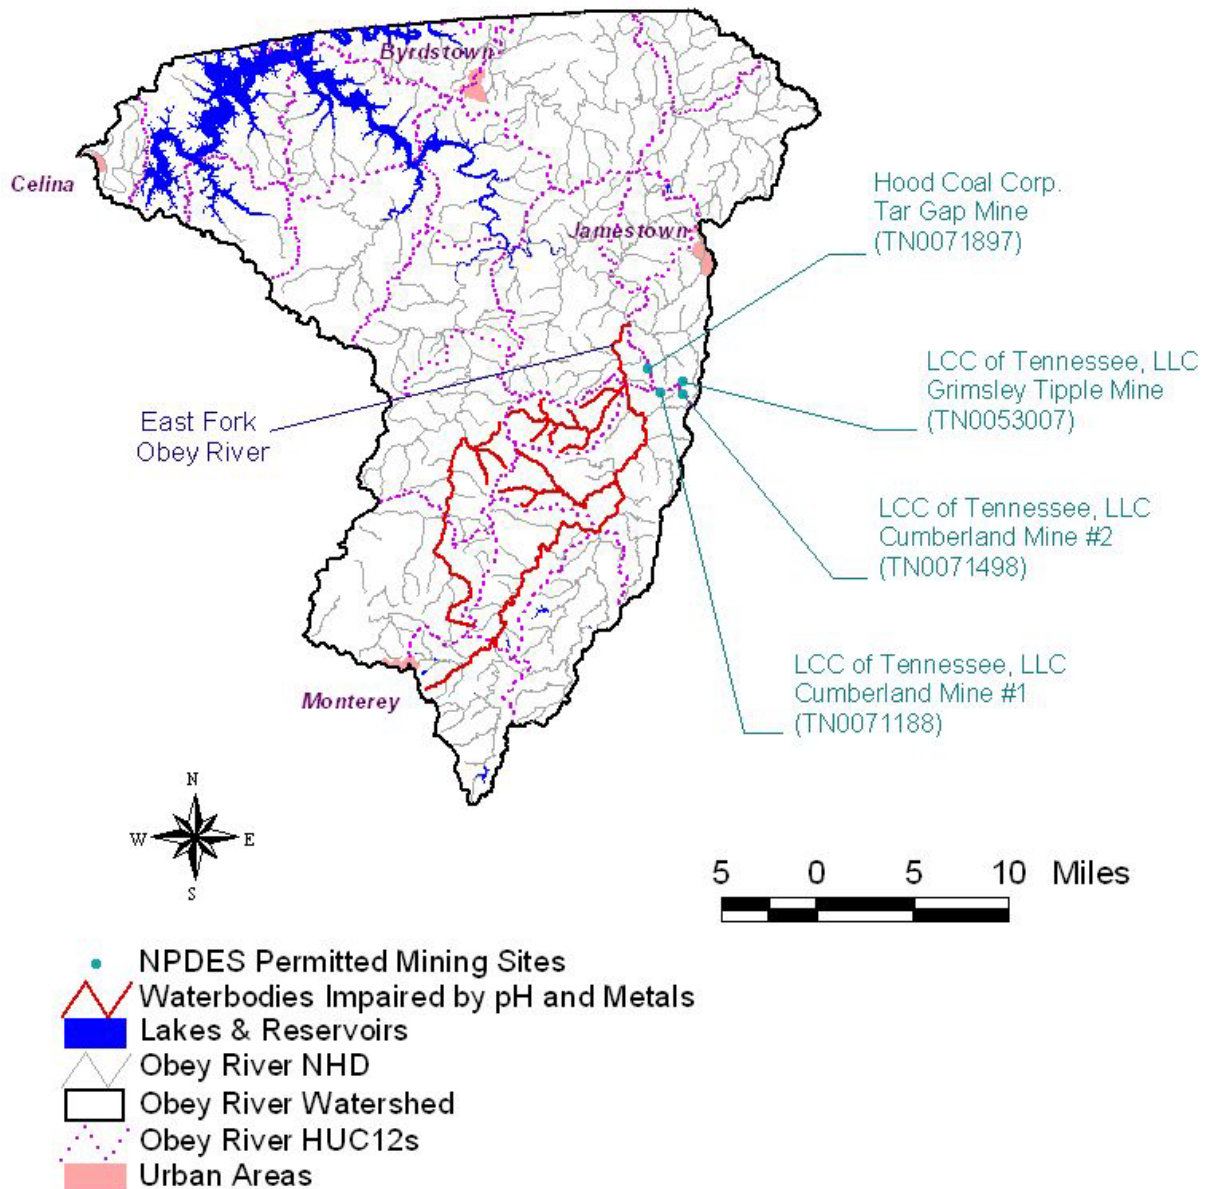 Byrdstown
Celina
Jamestown
Hood Coal Corp.
Tar Gap Mine
(TN0071897)
LCC of Tennessee, LLC
Grimsley Tipple Mine
(TN0053007)
East Fork
Obey River
LCC of Tennessee, LLC
Cumberland Mine #2
(TN0071498)
LCC of Tennessee, LLC
Cumberland Mine #1
(TN0071188)
Monterey
N
W
E
S
5 0 5 10 Miles
NPDES Permitted Mining Sites
Waterbodies Impaired by pH and Metals
Lakes & Reservoirs
Obey River NHD
Obey River Watershed
Obey River HUC12s
Urban Areas